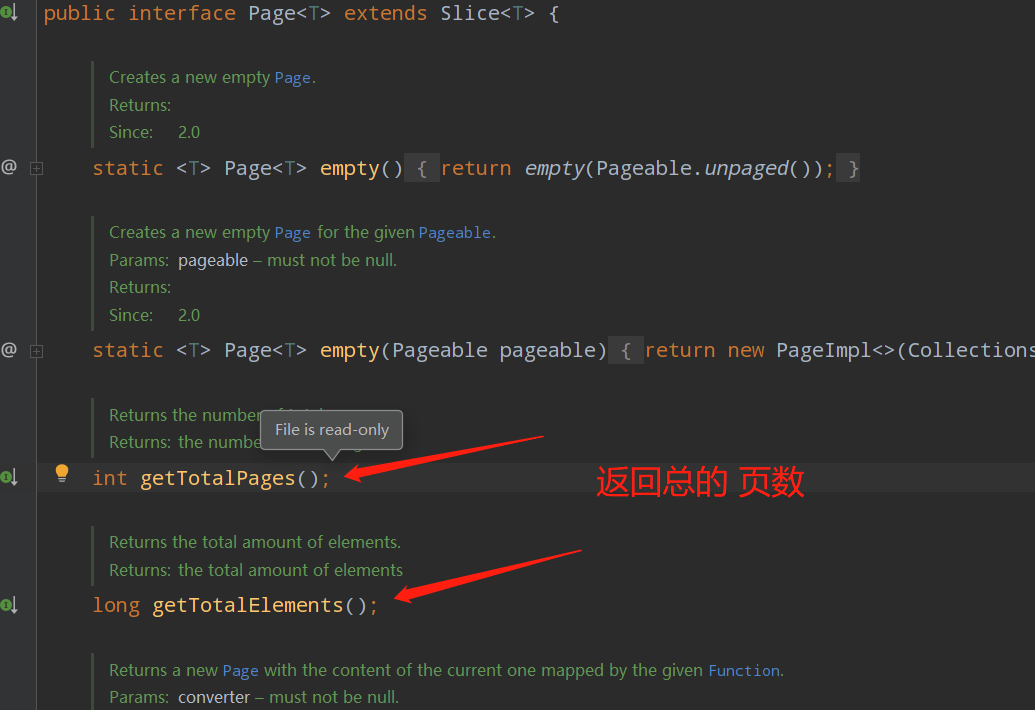 public interface Page<T> extends Slice<T> {
Creates a new empty Page.
Returns:
Since: 2.0
static <T> Page<T> empty() { return empty(Pageable.unpaged()); }
Creates a new empty Page for the given Pageable.
Params: pageable – must not be null.
Returns:
Since: 2.0
static <T> Page<T> empty(Pageable pageable) { return new PageImpl<>(Collections
Returns the number
File is read-only
Returns: the numbe
int getTotalPages();
返回总的 页数
Returns the total amount of elements.
Returns: the total amount of elements
long getTotalElements();
Returns a new Page with the content of the current one mapped by the given Function.
Params: converter – must not be null.